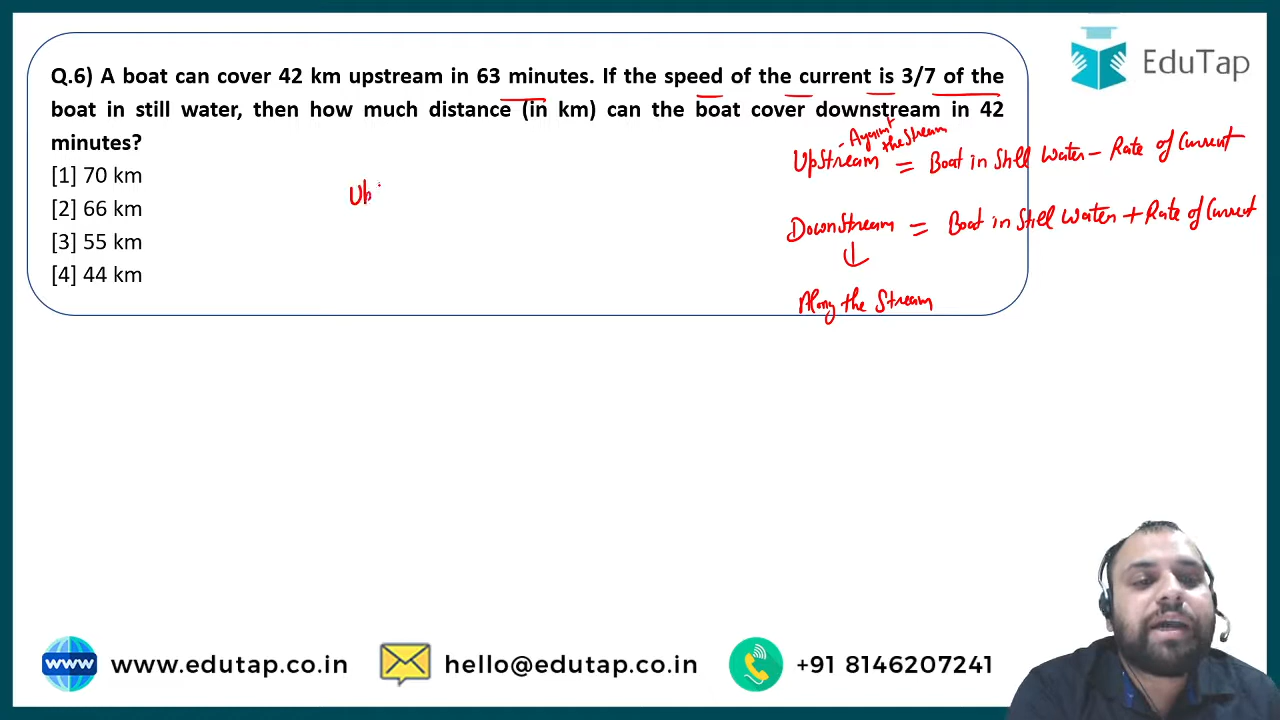 Q.6) A boat can cover 42 km upstream in 63 minutes. If the speed of the current is 3/7 of the
boat in still water, then how much distance (in km) can the boat cover downstream in 42
minutes?
[1] 70 km
[2] 66 km
[3] 55 km
[4] 44 km
EduTap
- Against
the Stream
UpStream = Boat in Still Water - Rate of Current
Up
DownStream = Boat in Still Water + Rate of Current
Along the Stream
www.edutap.co.in
hello@edutap.co.in
+91 8146207241
www